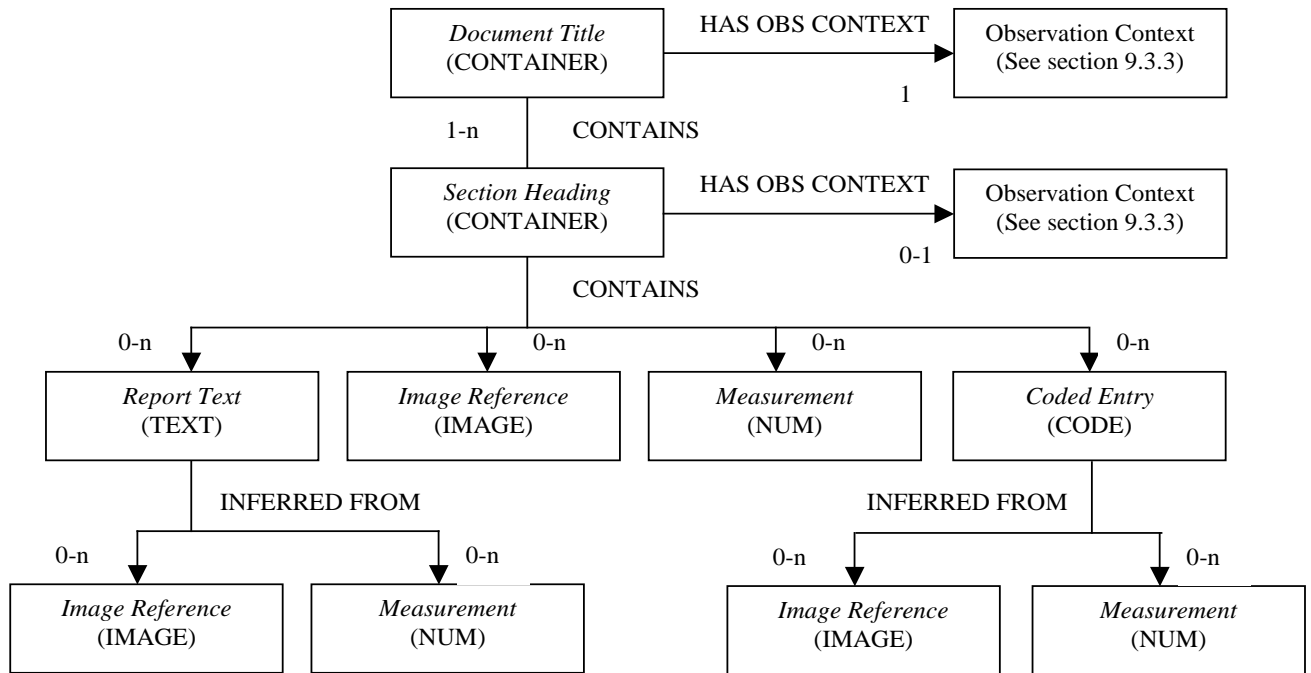 Document Title
(CONTAINER)
HAS OBS CONTEXT
1
Observation Context
(See section 9.3.3)
1-n
CONTAINS
Section Heading
(CONTAINER)
HAS OBS CONTEXT
0-1
Observation Context
(See section 9.3.3)
CONTAINS
0-n
0-n
0-n
0-n
Report Text
(TEXT)
Image Reference
(IMAGE)
Measurement
(NUM)
Coded Entry
(CODE)
INFERRED FROM
INFERRED FROM
0-n
0-n
0-n
0-n
Image Reference
(IMAGE)
Measurement
(NUM)
Image Reference
(IMAGE)
Measurement
(NUM)